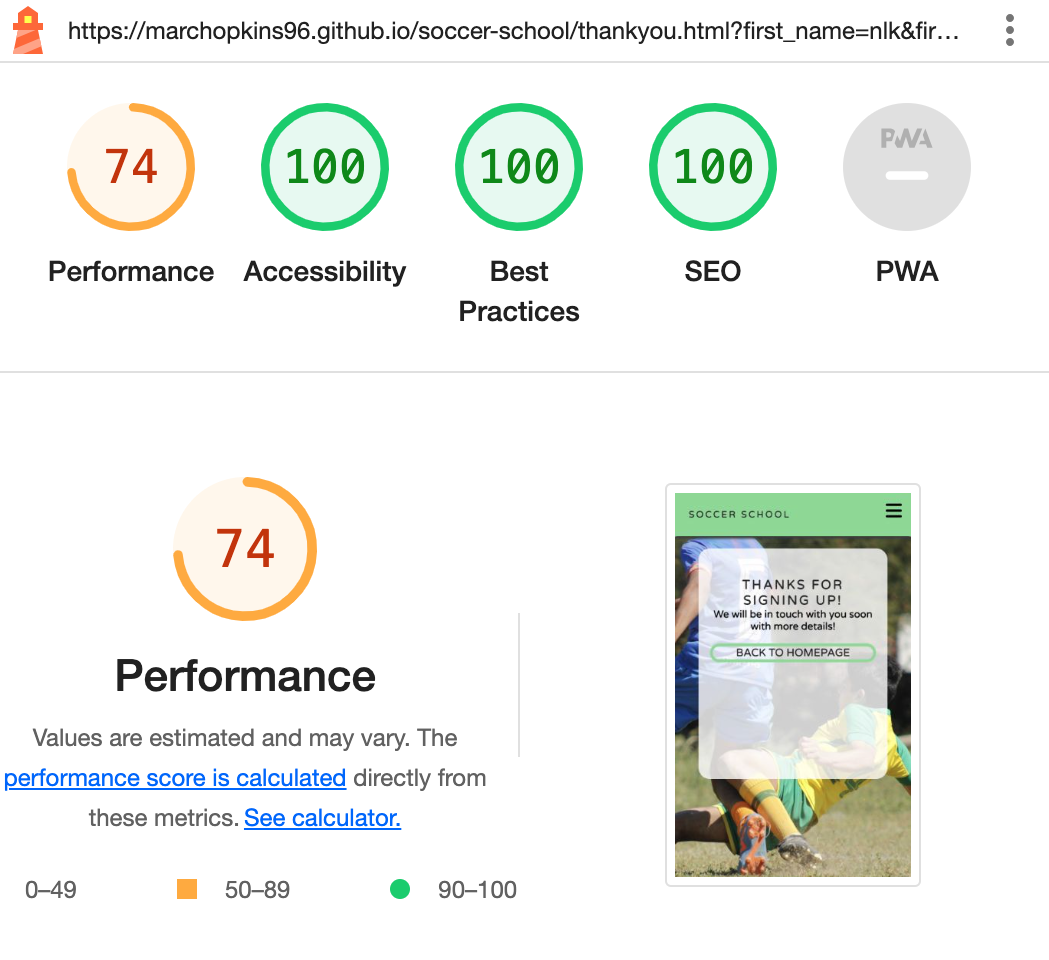 https://marchopkins96.github.io/soccer-school/thankyou.html?first_name=nlk&fir…
74
100
100
100
PWA
Performance
Accessibility
Best
Practices
SEO
PWA
74
Performance
Values are estimated and may vary. The
performance score is calculated directly from
these metrics. See calculator.
0–49
50–89
90–100
SOCCER SCHOOL
THANKS FOR
SIGNING UP!
We will be in touch with you soon
with more details!
BACK TO HOMEPAGE